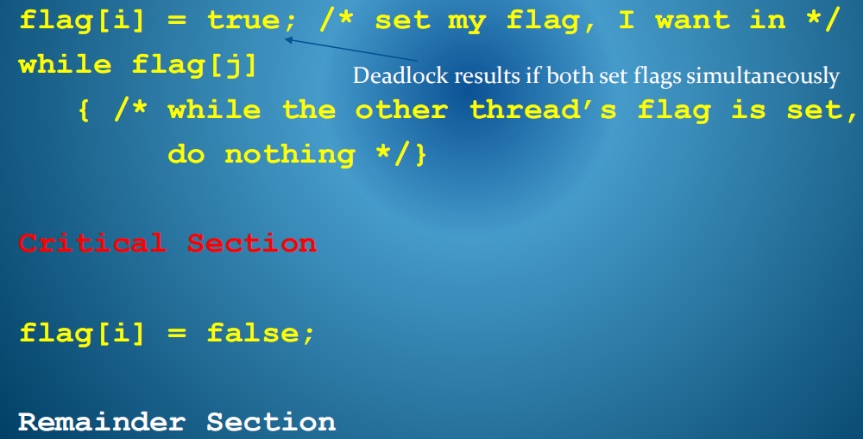 flag[i] = true; /* set my flag, I want in */
while flag[j]
Deadlock results if both set flags simultaneously
{ /* while the other thread's flag is set,
do nothing */}
Critical Section
flag[i] = false;
Remainder Section